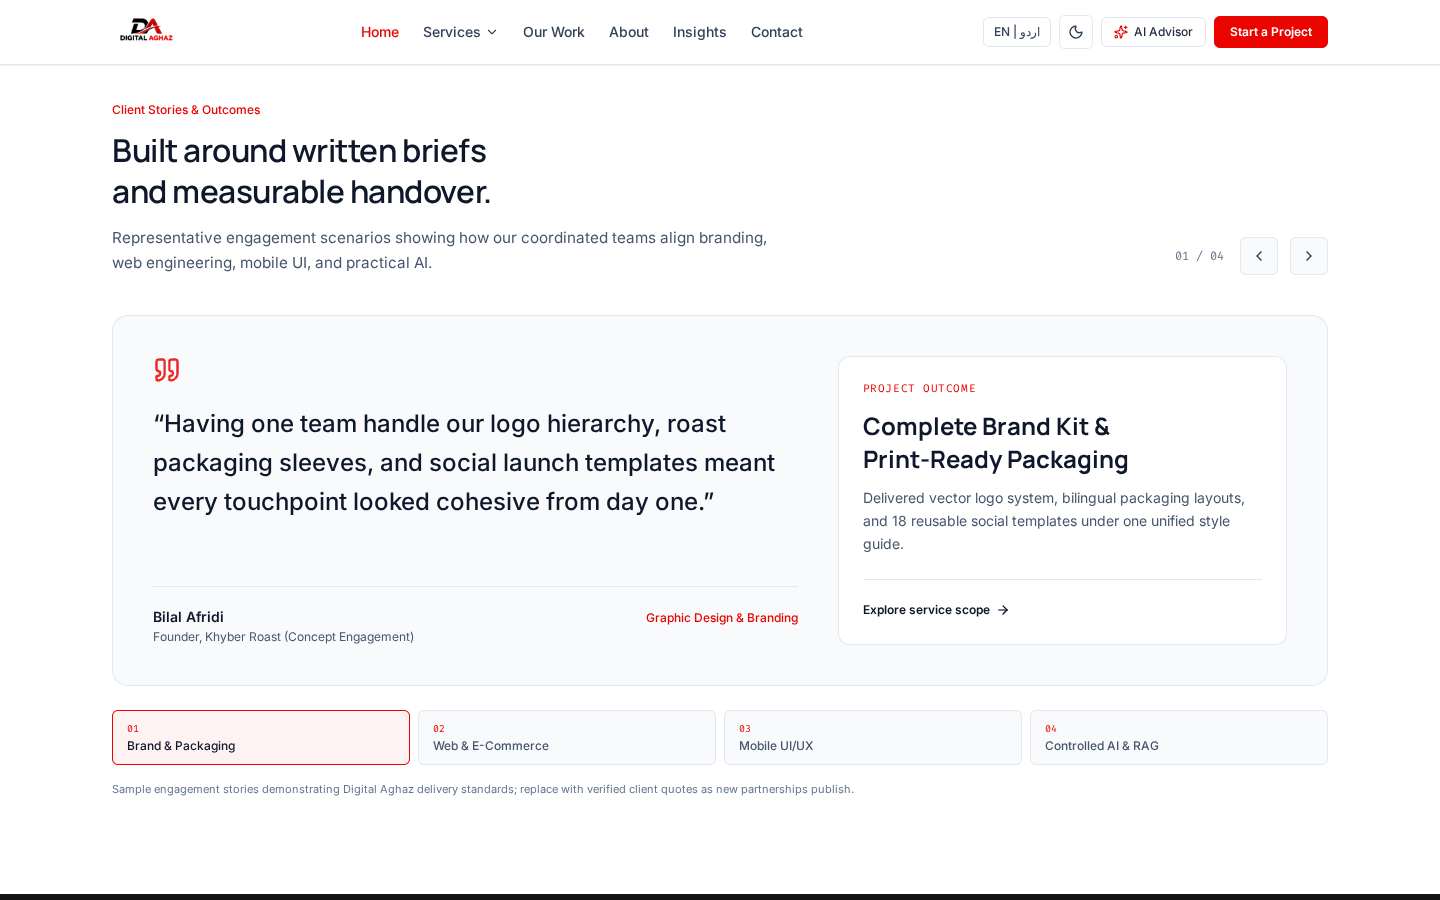 DA
DIGITAL AGHAZ
Home
Services
Our Work
About
Insights
Contact
EN | اردو
AI Advisor
Start a Project
Client Stories & Outcomes
Built around written briefs
and measurable handover.
Representative engagement scenarios showing how our coordinated teams align branding,
web engineering, mobile UI, and practical AI.
01 / 04
“Having one team handle our logo hierarchy, roast
packaging sleeves, and social launch templates meant
every touchpoint looked cohesive from day one.”
Bilal Afridi
Founder, Khyber Roast (Concept Engagement)
Graphic Design & Branding
PROJECT OUTCOME
Complete Brand Kit &
Print-Ready Packaging
Delivered vector logo system, bilingual packaging layouts,
and 18 reusable social templates under one unified style
guide.
Explore service scope
01
Brand & Packaging
02
Web & E-Commerce
03
Mobile UI/UX
04
Controlled AI & RAG
Sample engagement stories demonstrating Digital Aghaz delivery standards; replace with verified client quotes as new partnerships publish.